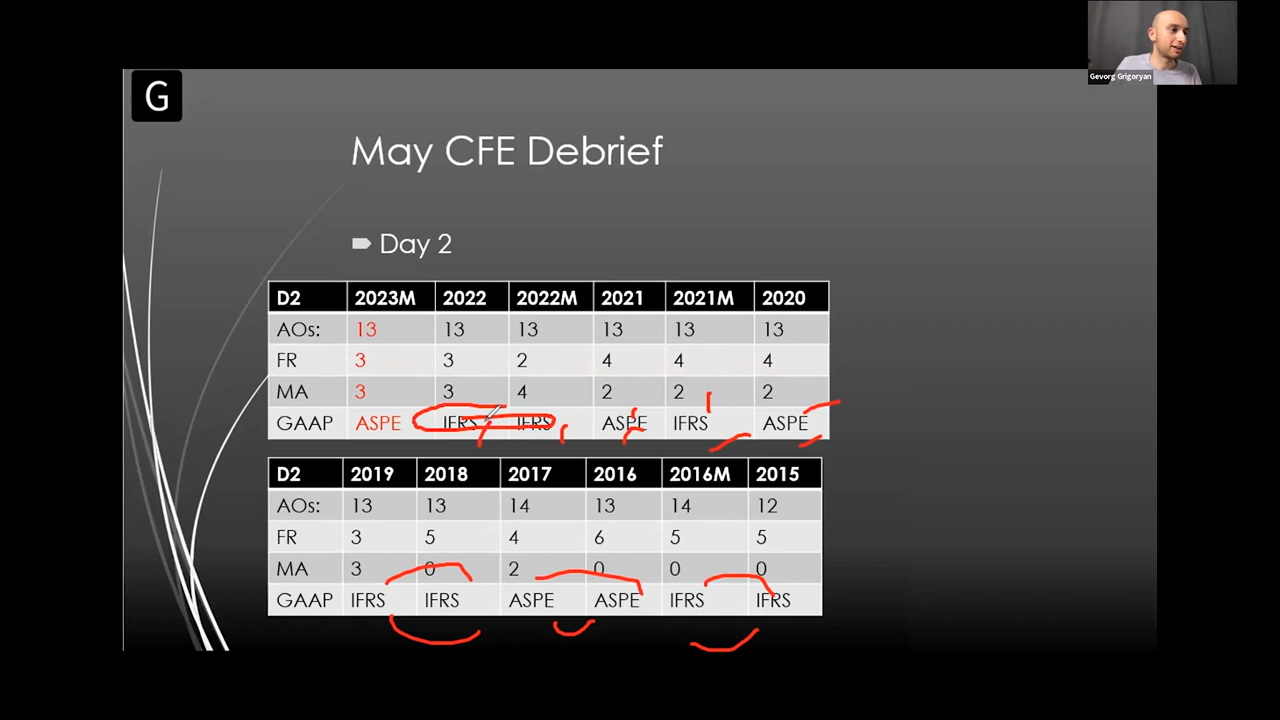 Gevorg Grigoryan
G
May CFE Debrief
Day 2
D2 2023M 2022 2022M 2021 2021M 2020
AOs: 13 13 13 13 13 13
FR 3 3 2 4 4 4
MA 3 3 4 2 2 2
GAAP ASPE IFRS IFRS ASPE IFRS ASPE
D2 2019 2018 2017 2016 2016M 2015
AOs: 13 13 14 13 14 12
FR 3 5 4 6 5 5
MA 3 0 2 0 0 0
GAAP IFRS IFRS ASPE ASPE IFRS IFRS